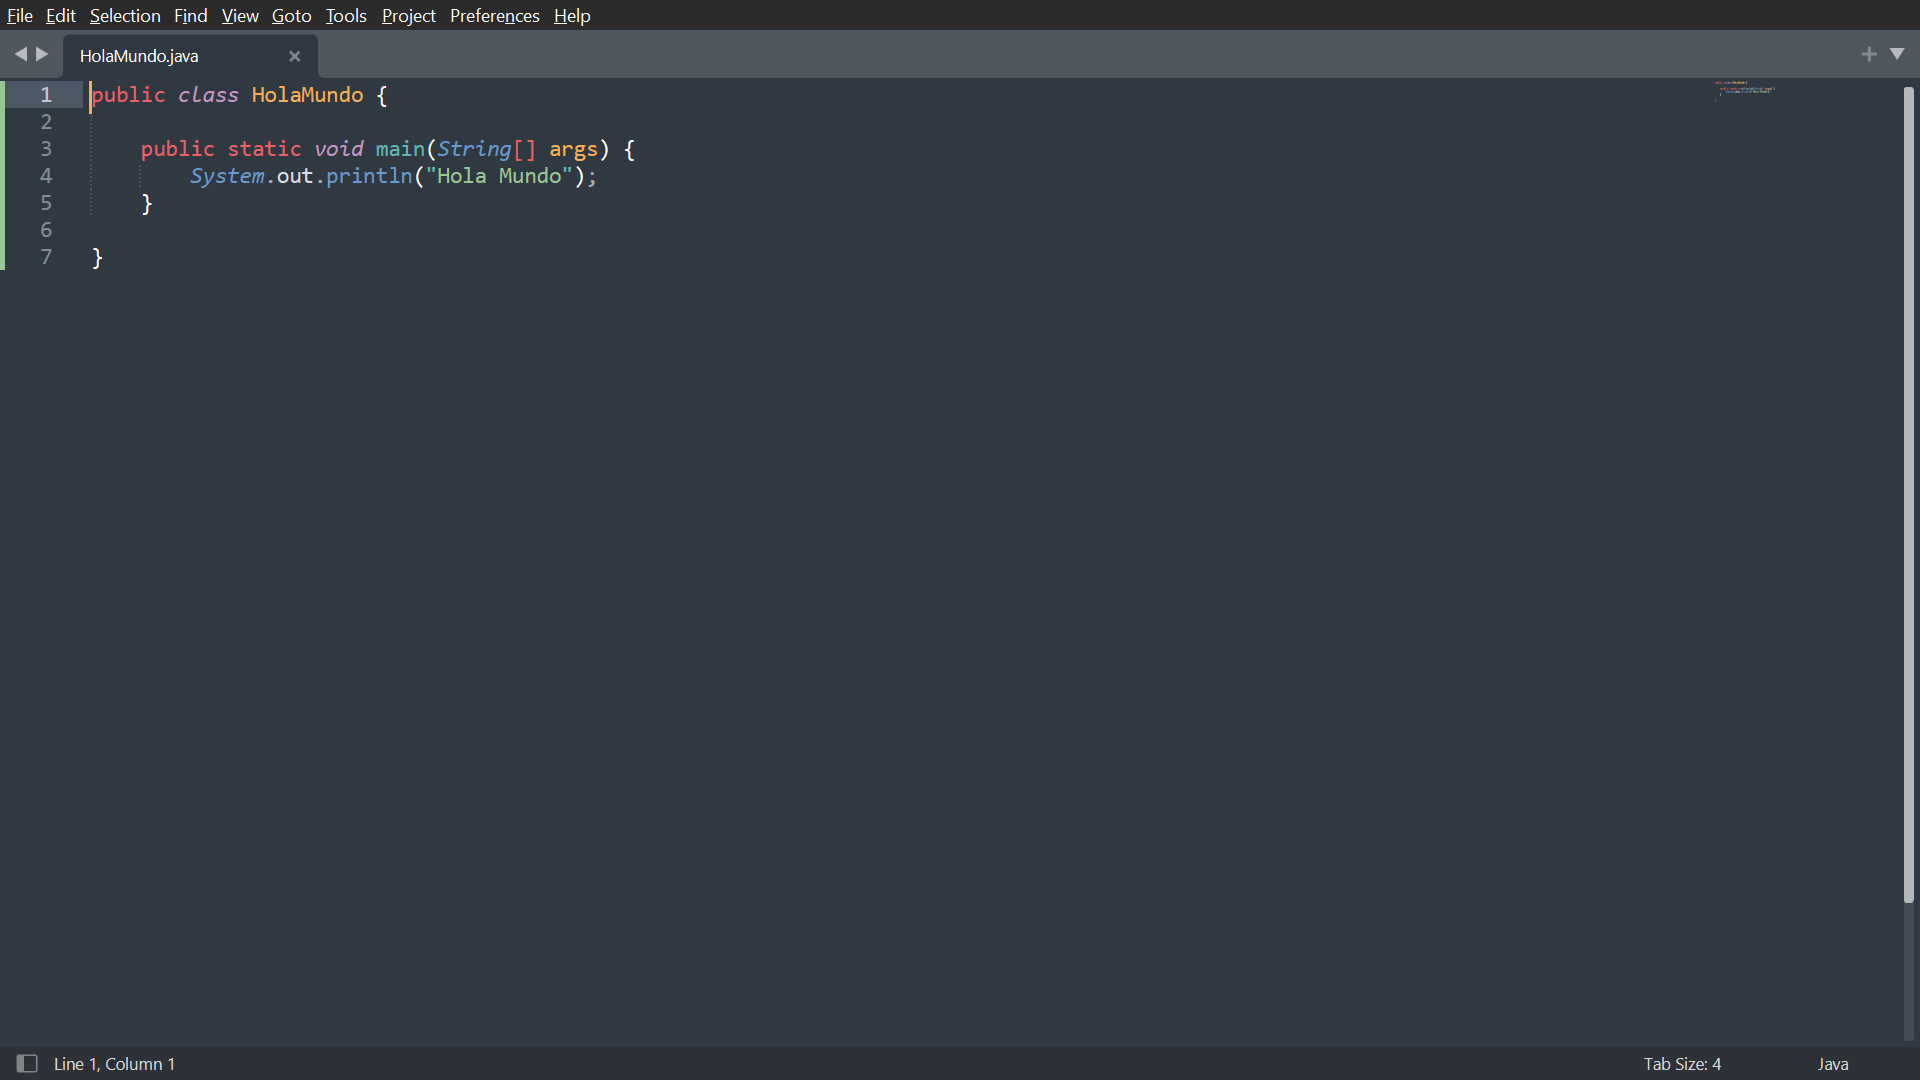 File Edit Selection Find View Goto Tools Project Preferences Help
HolaMundo.java
1 public class HolaMundo {
2
3     public static void main(String[] args) {
4         System.out.println("Hola Mundo");
5     }
6
7 }
Line 1, Column 1 Tab Size: 4 Java